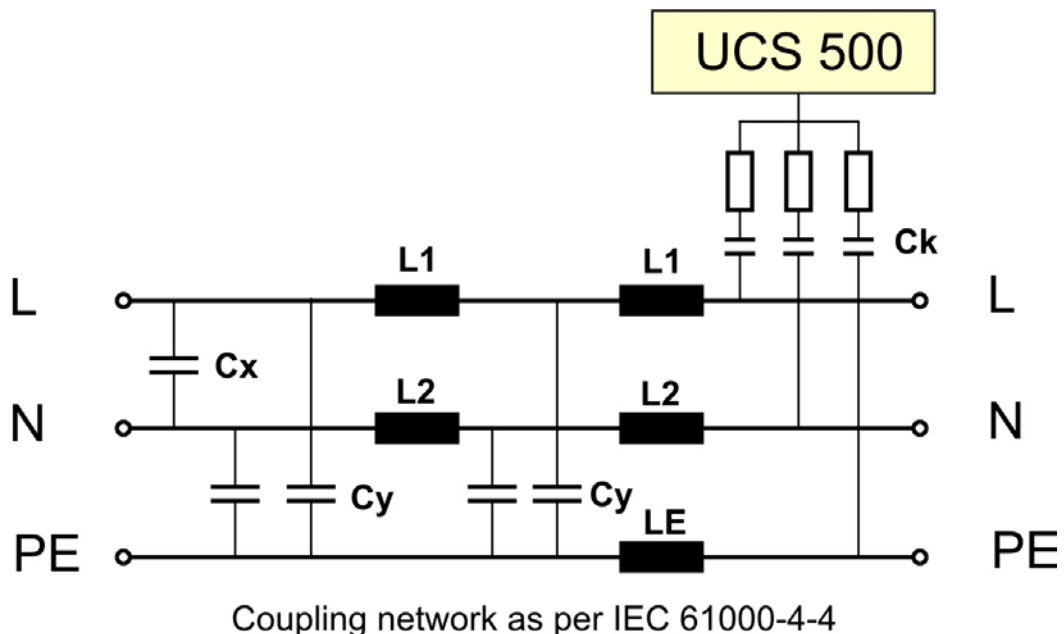 UCS 500
Ck
L1 L1
L L
Cx
L2 L2
N N
Cy Cy
LE
PE PE
Coupling network as per IEC 61000-4-4